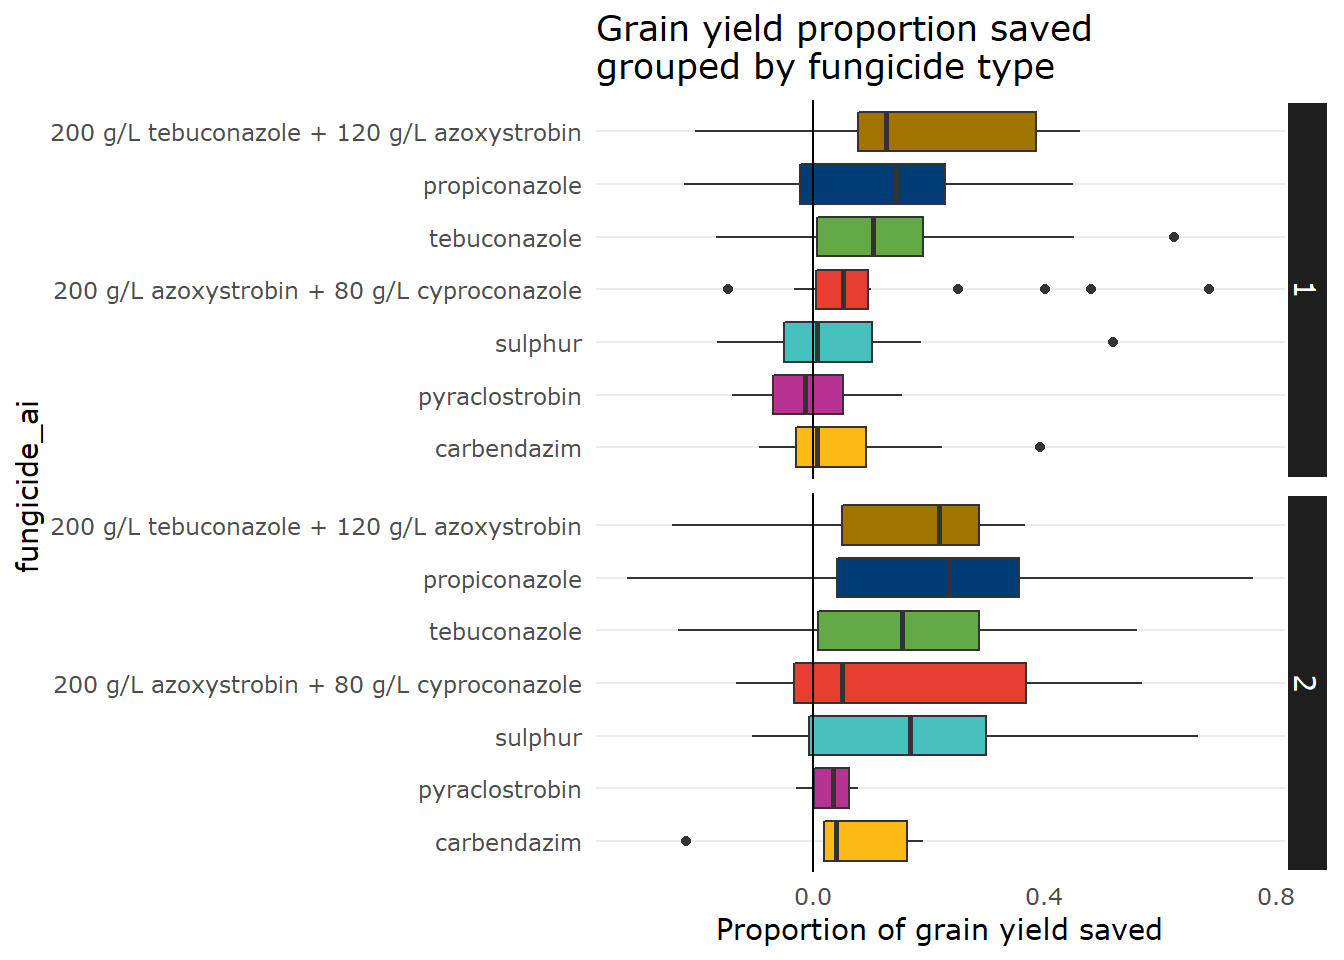 Grain yield proportion saved
grouped by fungicide type
fungicide_ai
200 g/L tebuconazole + 120 g/L azoxystrobin
propiconazole
tebuconazole
200 g/L azoxystrobin + 80 g/L cyproconazole
sulphur
pyraclostrobin
carbendazim
1
200 g/L tebuconazole + 120 g/L azoxystrobin
propiconazole
tebuconazole
200 g/L azoxystrobin + 80 g/L cyproconazole
sulphur
pyraclostrobin
carbendazim
2
0.0 0.4 0.8
Proportion of grain yield saved